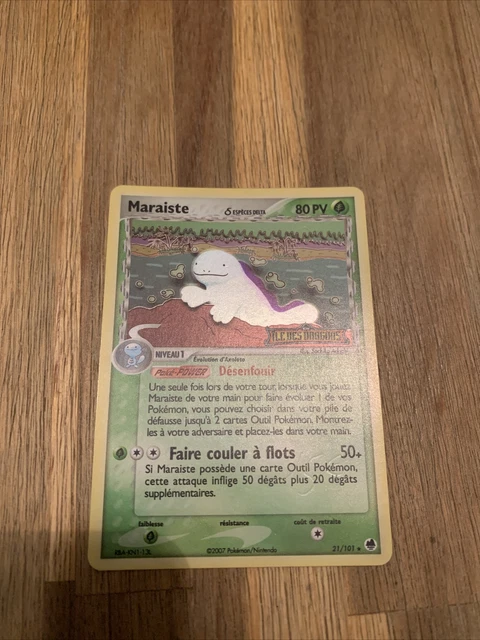 Maraiste δ ESPÈCES DELTA 80 PV
ÎLE DES DRAGONS
NIVEAU 1 Évolution d'Axoloto
Poké-POWER Désenfouir
Une seule fois lors de votre tour, lorsque vous jouez
Maraiste de votre main pour faire évoluer 1 de vos
Pokémon, vous pouvez choisir dans votre pile de
défausse jusqu'à 2 cartes Outil Pokémon. Montrez-
les à votre adversaire et placez-les dans votre main.
Faire couler à flots 50+
Si Maraiste possède une carte Outil Pokémon,
cette attaque inflige 50 dégâts plus 20 dégâts
supplémentaires.
faiblesse résistance coût de retraite
©2007 Pokémon/Nintendo 21/101 ★